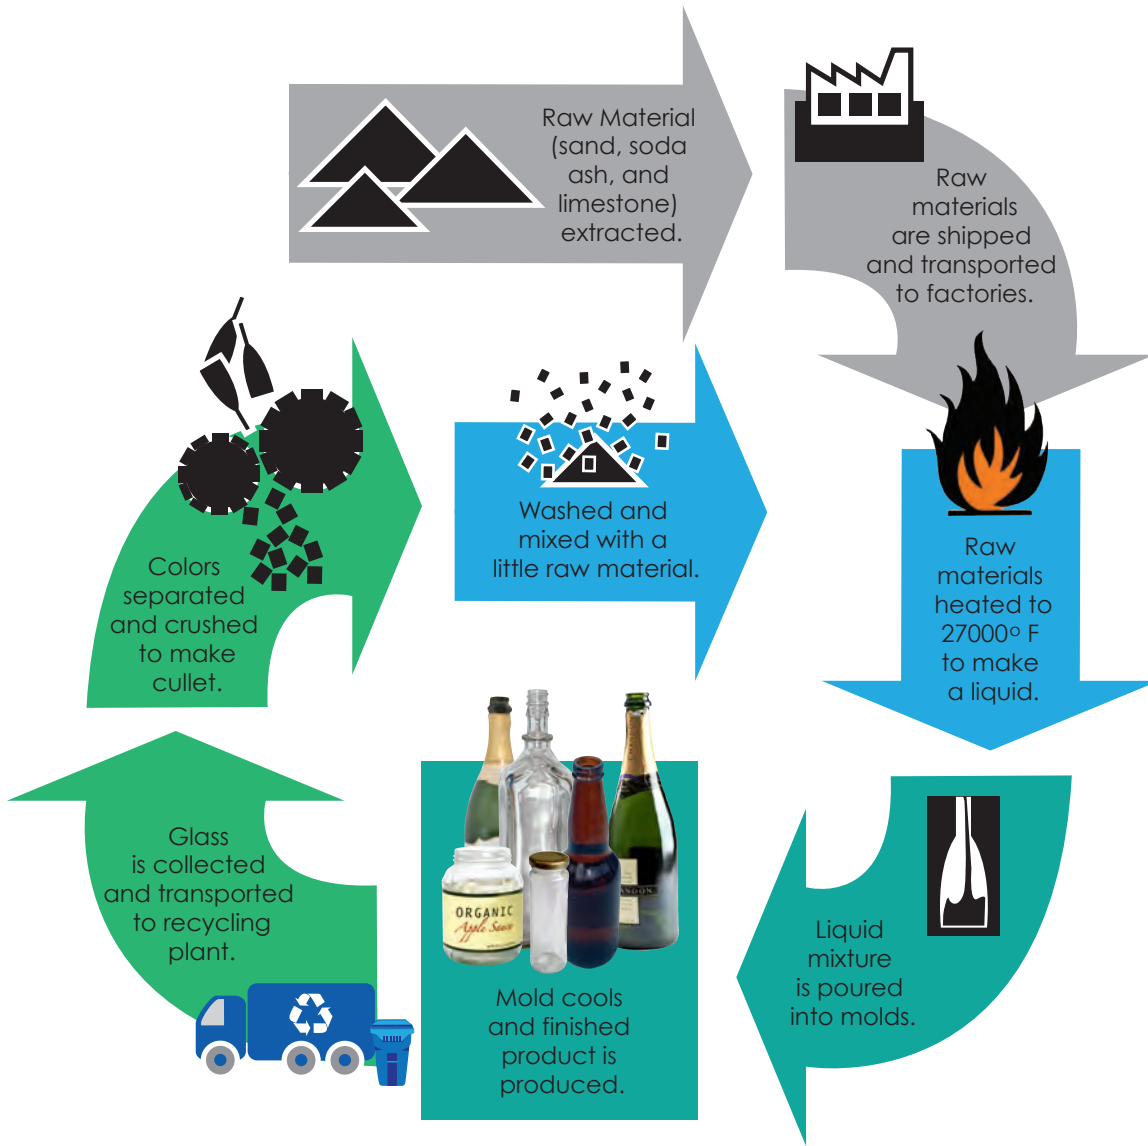 Raw Material
(sand, soda
ash, and
limestone)
extracted.
Raw
materials
are shipped
and transported
to factories.
Raw
materials
heated to
27000º F
to make
a liquid.
Liquid
mixture
is poured
into molds.
ORGANIC
Apple Sauce
Mold cools
and finished
product is
produced.
Glass
is collected
and transported
to recycling
plant.
Colors
separated
and crushed
to make
cullet.
Washed and
mixed with a
little raw material.